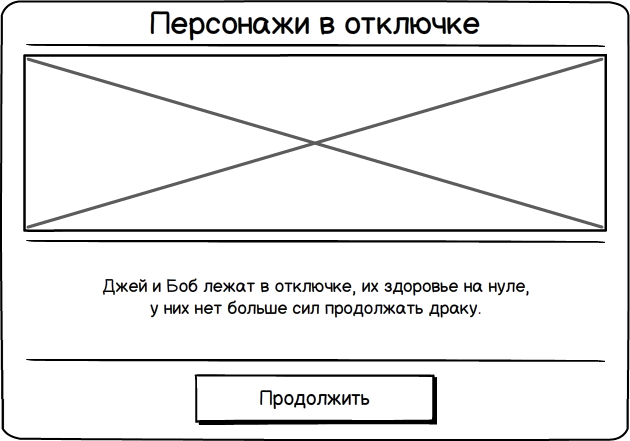 Персонажи в отключке
Джей и Боб лежат в отключке, их здоровье на нуле,
у них нет больше сил продолжать драку.
Продолжить